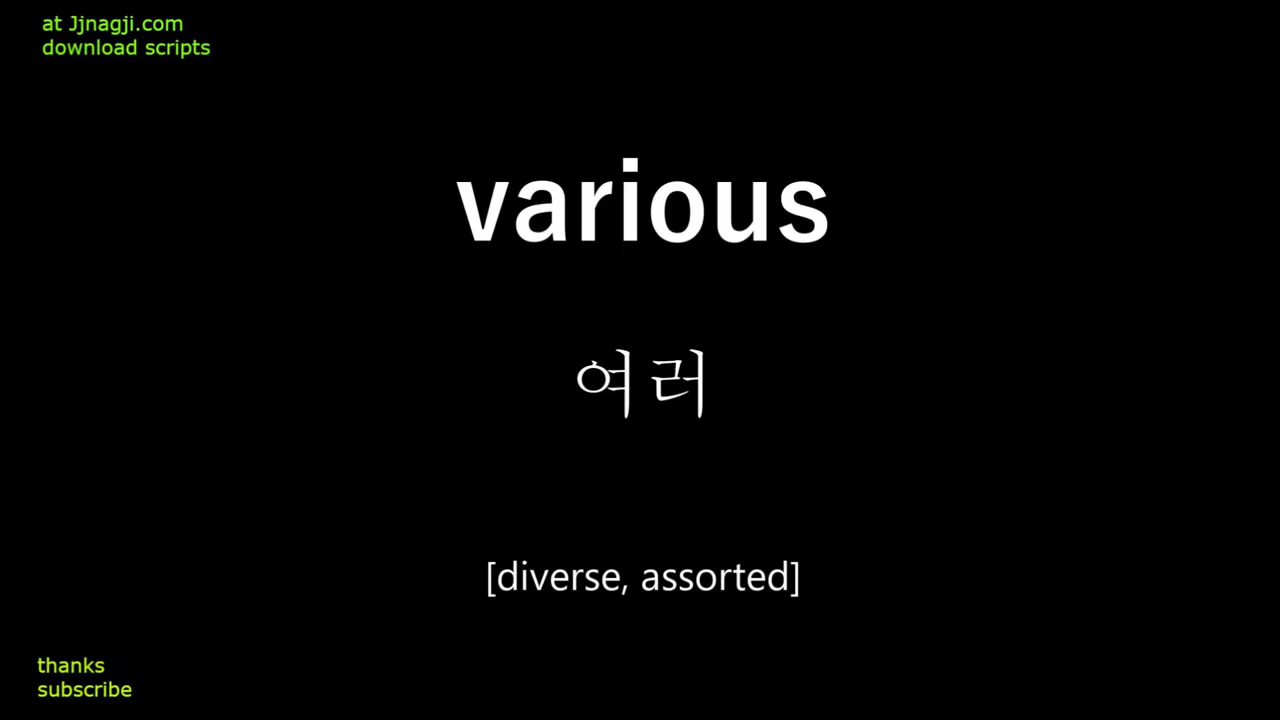 at Jjnagji.com
download scripts
various
여러
[diverse, assorted]
thanks
subscribe